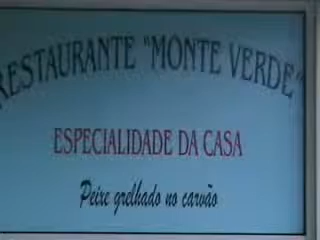 RESTAURANTE "MONTE VERDE"
ESPECIALIDADE DA CASA
Peixe grelhado no carvão